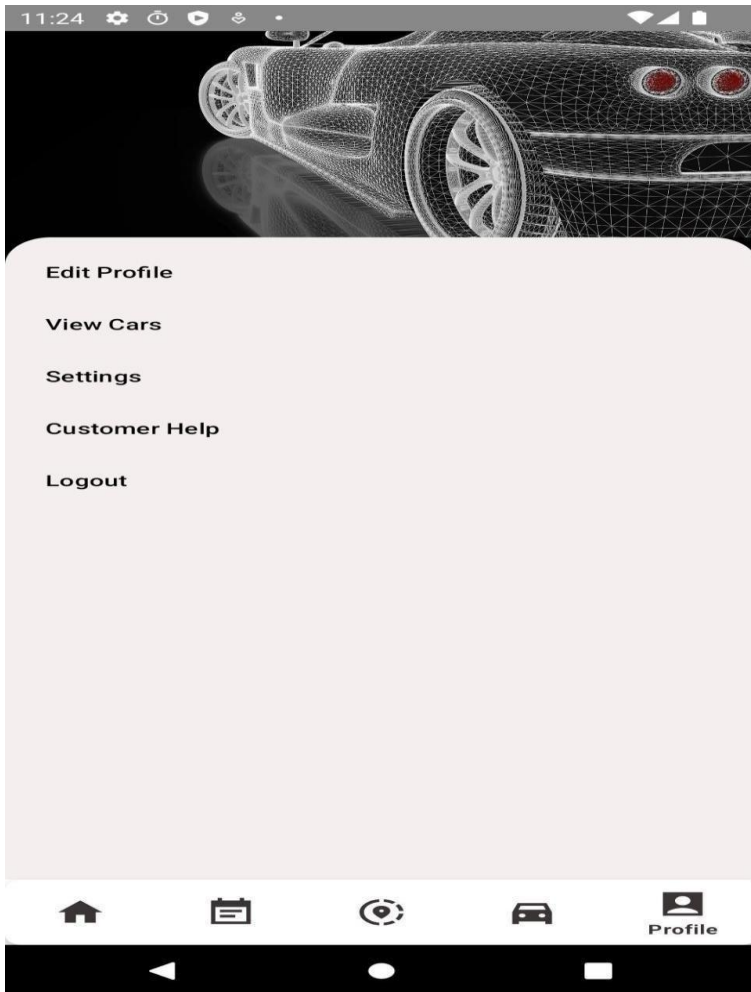 11:24
Edit Profile
View Cars
Settings
Customer Help
Logout
Profile